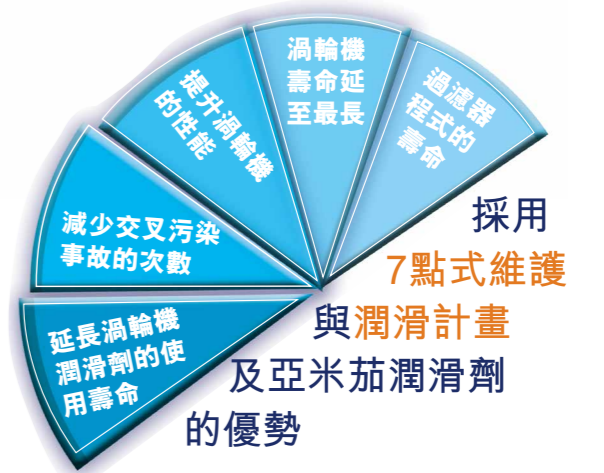 延長渦輪機
潤滑劑的使
用壽命
減少交叉污染
事故的次數
提升渦輪機
的性能
渦輪機
壽命延
至最長
過濾器
程式的
壽命
採用
7點式維護
與潤滑計畫
及亞米茄潤滑劑
的優勢